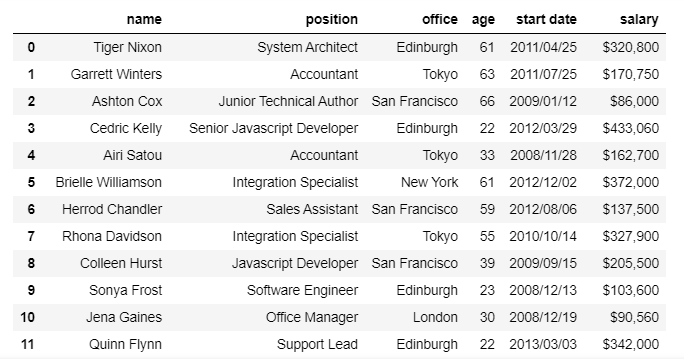 name position office age start date salary
0 Tiger Nixon System Architect Edinburgh 61 2011/04/25 $320,800
1 Garrett Winters Accountant Tokyo 63 2011/07/25 $170,750
2 Ashton Cox Junior Technical Author San Francisco 66 2009/01/12 $86,000
3 Cedric Kelly Senior Javascript Developer Edinburgh 22 2012/03/29 $433,060
4 Airi Satou Accountant Tokyo 33 2008/11/28 $162,700
5 Brielle Williamson Integration Specialist New York 61 2012/12/02 $372,000
6 Herrod Chandler Sales Assistant San Francisco 59 2012/08/06 $137,500
7 Rhona Davidson Integration Specialist Tokyo 55 2010/10/14 $327,900
8 Colleen Hurst Javascript Developer San Francisco 39 2009/09/15 $205,500
9 Sonya Frost Software Engineer Edinburgh 23 2008/12/13 $103,600
10 Jena Gaines Office Manager London 30 2008/12/19 $90,560
11 Quinn Flynn Support Lead Edinburgh 22 2013/03/03 $342,000